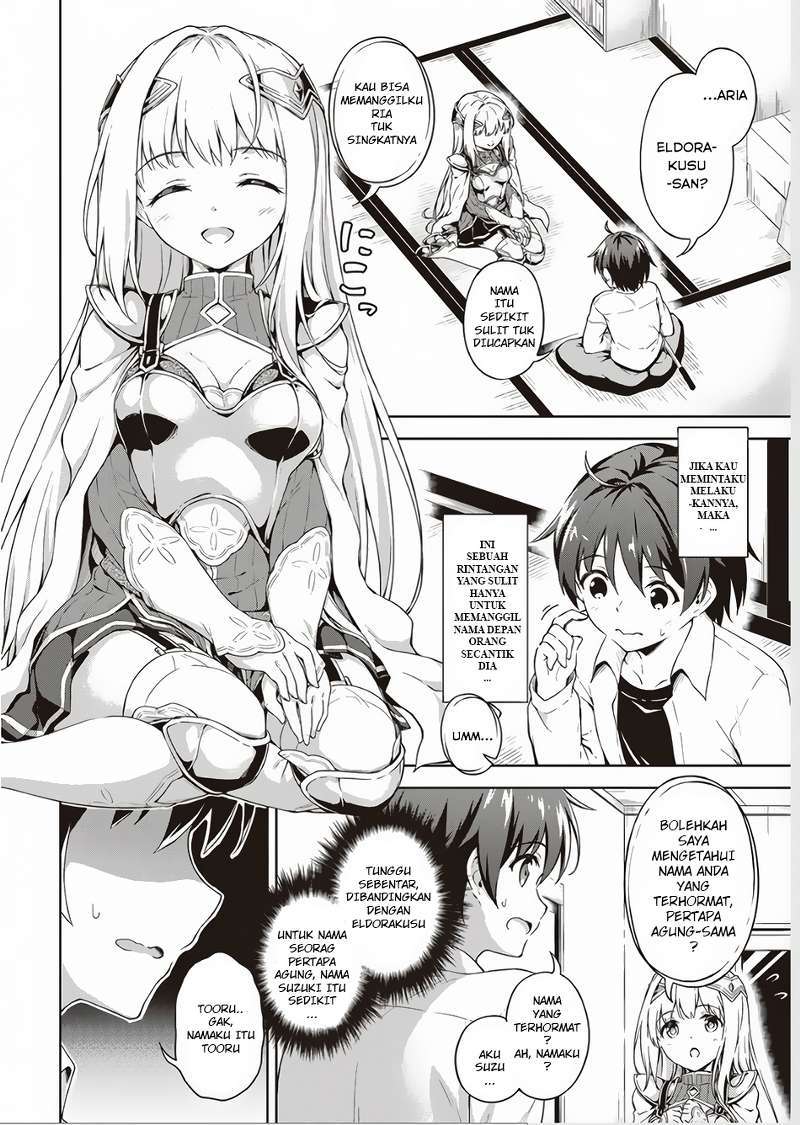 ...ARIA
ELDORA-
KUSU
-SAN?
NAMA
ITU
SEDIKIT
SULIT TUK
DIUCAPKAN
KAU BISA
MEMANGGILKU
RIA
TUK
SINGKATNYA
にこっ
JIKA KAU
MEMINTAKU
MELAKU
-KANNYA,
MAKA
...
INI
SEBUAH
RINTANGAN
YANG SULIT
HANYA
UNTUK
MEMANGGIL
NAMA DEPAN
ORANG
SECANTIK
DIA
...
UMM...
BOLEHKAH
SAYA
MENGETAHUI
NAMA ANDA
YANG
TERHORMAT,
PERTAPA
AGUNG-SAMA
?
NAMA
YANG
TERHORMAT
?
AH, NAMAKU
?
AKU
SUZU
...
TUNGGU
SEBENTAR,
DIBANDINGKAN
DENGAN
ELDORAKUSU
UNTUK NAMA
SEORAG
PERTAPA
AGUNG, NAMA
SUZUKI ITU
SEDIKIT
...
TOORU..
GAK,
NAMAKU ITU
TOORU